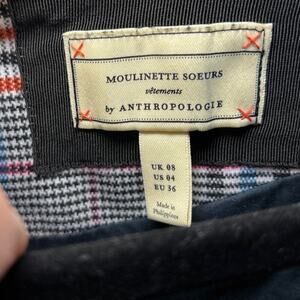 MOULINETTE SOEURS
vêtements
by ANTHROPOLOGIE
UK 08
US 04
EU 36
Made in
Philippines